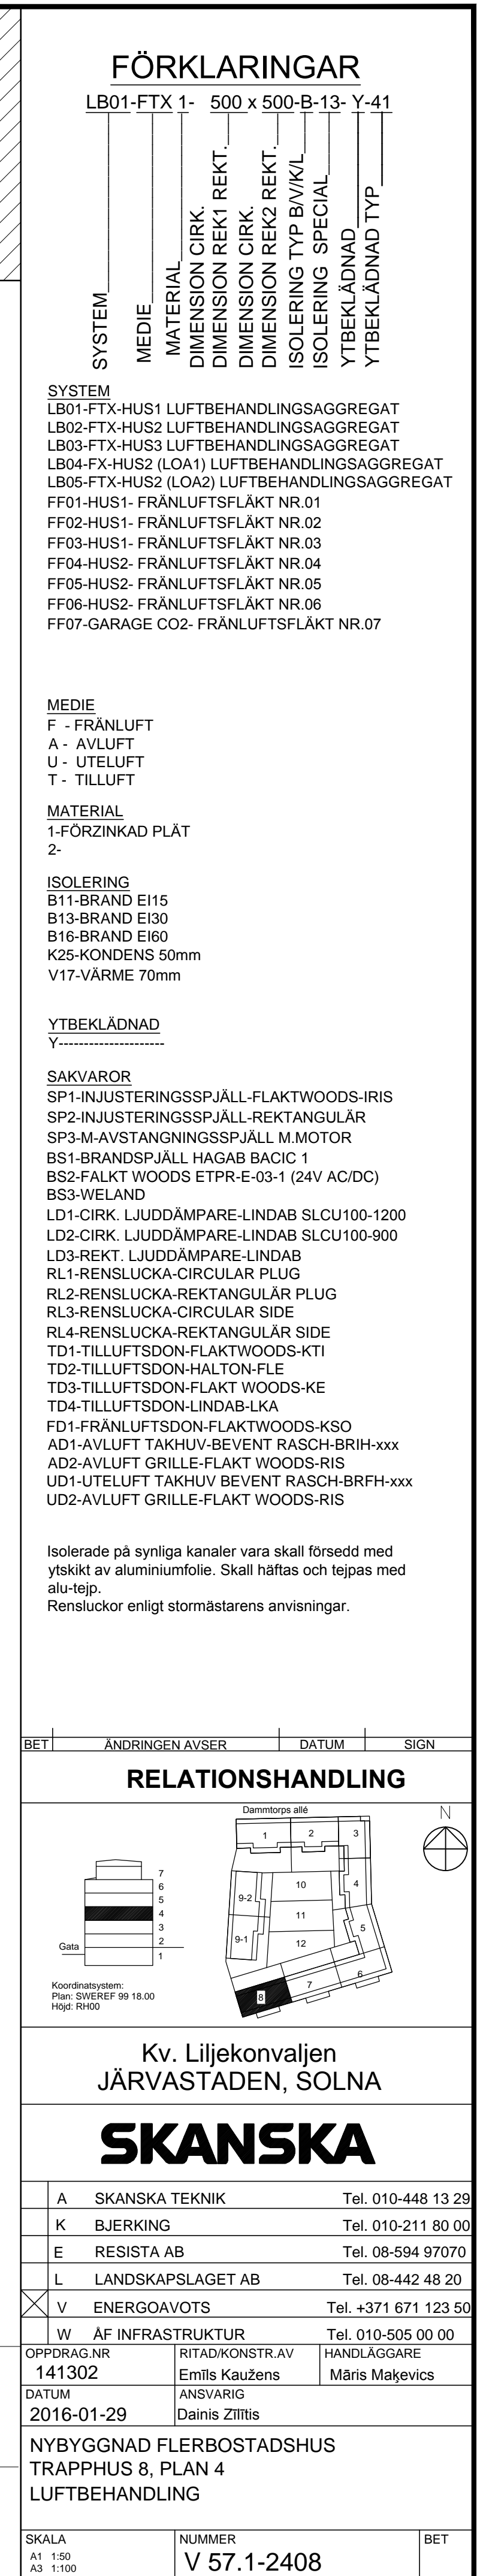 FÖRKLARINGAR
LB01-FTX 1- 500 x 500-B-13- Y-41
SYSTEM
MEDIE
MATERIAL
DIMENSION CIRK.
DIMENSION REK1 REKT.
DIMENSION CIRK.
DIMENSION REK2 REKT.
ISOLERING TYP B/V/K/L
ISOLERING SPECIAL
YTBEKLÄDNAD
YTBEKLÄDNAD TYP
SYSTEM
LB01-FTX-HUS1 LUFTBEHANDLINGSAGGREGAT
LB02-FTX-HUS2 LUFTBEHANDLINGSAGGREGAT
LB03-FTX-HUS3 LUFTBEHANDLINGSAGGREGAT
LB04-FX-HUS2 (LOA1) LUFTBEHANDLINGSAGGREGAT
LB05-FTX-HUS2 (LOA2) LUFTBEHANDLINGSAGGREGAT
FF01-HUS1- FRÄNLUFTSFLÄKT NR.01
FF02-HUS1- FRÄNLUFTSFLÄKT NR.02
FF03-HUS1- FRÄNLUFTSFLÄKT NR.03
FF04-HUS2- FRÄNLUFTSFLÄKT NR.04
FF05-HUS2- FRÄNLUFTSFLÄKT NR.05
FF06-HUS2- FRÄNLUFTSFLÄKT NR.06
FF07-GARAGE CO2- FRÄNLUFTSFLÄKT NR.07
MEDIE
F - FRÄNLUFT
A - AVLUFT
U - UTELUFT
T - TILLUFT
MATERIAL
1-FÖRZINKAD PLÄT
2-
ISOLERING
B11-BRAND EI15
B13-BRAND EI30
B16-BRAND EI60
K25-KONDENS 50mm
V17-VÄRME 70mm
YTBEKLÄDNAD
Y---------------------
SAKVAROR
SP1-INJUSTERINGSSPJÄLL-FLAKTWOODS-IRIS
SP2-INJUSTERINGSSPJÄLL-REKTANGULÄR
SP3-M-AVSTANGNINGSSPJÄLL M.MOTOR
BS1-BRANDSPJÄLL HAGAB BACIC 1
BS2-FALKT WOODS ETPR-E-03-1 (24V AC/DC)
BS3-WELAND
LD1-CIRK. LJUDDÄMPARE-LINDAB SLCU100-1200
LD2-CIRK. LJUDDÄMPARE-LINDAB SLCU100-900
LD3-REKT. LJUDDÄMPARE-LINDAB
RL1-RENSLUCKA-CIRCULAR PLUG
RL2-RENSLUCKA-REKTANGULÄR PLUG
RL3-RENSLUCKA-CIRCULAR SIDE
RL4-RENSLUCKA-REKTANGULÄR SIDE
TD1-TILLUFTSDON-FLAKTWOODS-KTI
TD2-TILLUFTSDON-HALTON-FLE
TD3-TILLUFTSDON-FLAKT WOODS-KE
TD4-TILLUFTSDON-LINDAB-LKA
FD1-FRÄNLUFTSDON-FLAKTWOODS-KSO
AD1-AVLUFT TAKHUV-BEVENT RASCH-BRIH-xxx
AD2-AVLUFT GRILLE-FLAKT WOODS-RIS
UD1-UTELUFT TAKHUV BEVENT RASCH-BRFH-xxx
UD2-AVLUFT GRILLE-FLAKT WOODS-RIS
Isolerade på synliga kanaler vara skall försedd med
ytskikt av aluminiumfolie. Skall häftas och tejpas med
alu-tejp.
Rensluckor enligt stormästarens anvisningar.
BET ÄNDRINGEN AVSER DATUM SIGN
RELATIONSHANDLING
Dammtorps allé
N
1 2 3
4
5
6
7
8
9-2
9-1
10
11
12
7
6
5
4
3
2
1
Gata
Koordinatsystem:
Plan: SWEREF 99 18.00
Höjd: RH00
Kv. Liljekonvaljen
JÄRVASTADEN, SOLNA
SKANSKA
A SKANSKA TEKNIK Tel. 010-448 13 29
K BJERKING Tel. 010-211 80 00
E RESISTA AB Tel. 08-594 97070
L LANDSKAPSLAGET AB Tel. 08-442 48 20
V ENERGOAVOTS Tel. +371 671 123 50
W ÅF INFRASTRUKTUR Tel. 010-505 00 00
OPPDRAG.NR RITAD/KONSTR.AV HANDLÄGGARE
141302 Emīls Kaužens Māris Maķevics
DATUM ANSVARIG
2016-01-29 Dainis Zīlītis
NYBYGGNAD FLERBOSTADSHUS
TRAPPHUS 8, PLAN 4
LUFTBEHANDLING
SKALA NUMMER BET
A1 1:50
A3 1:100
V 57.1-2408